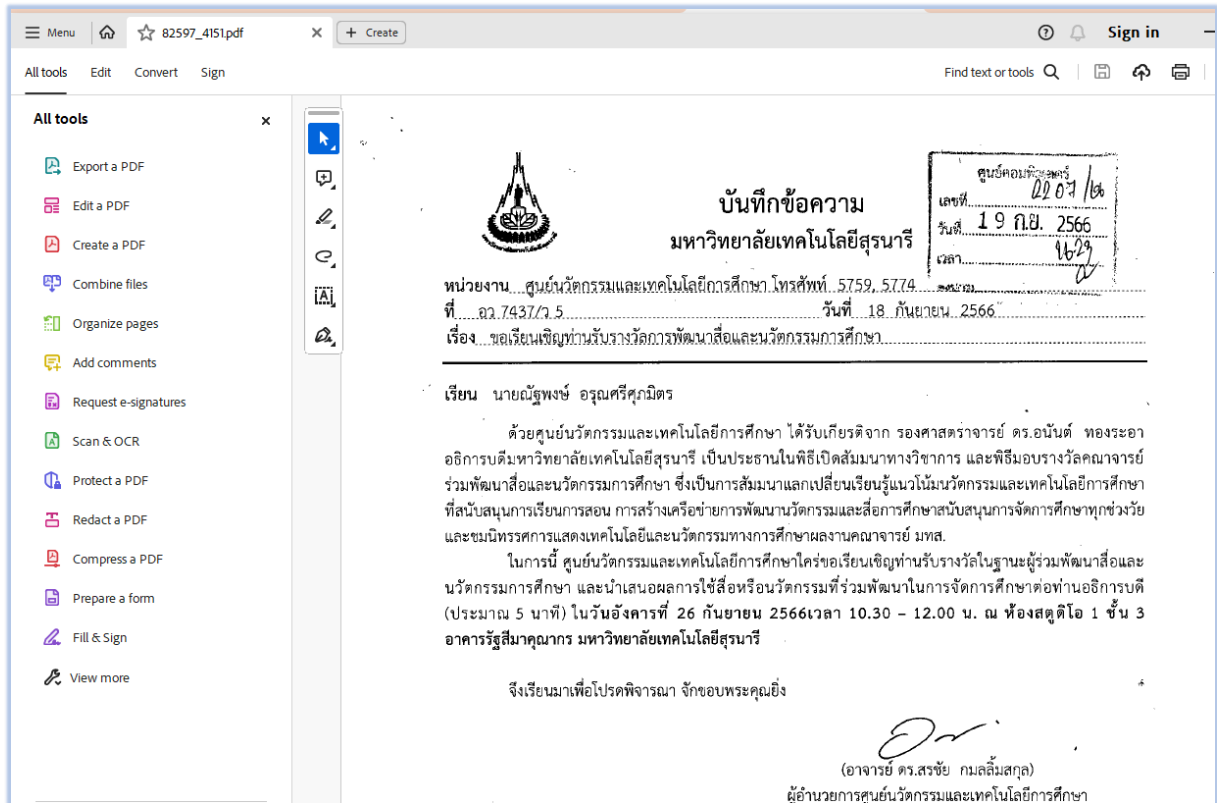 Menu
82597_4151.pdf
Create
Sign in
All tools
Edit
Convert
Sign
Find text or tools
All tools
Export a PDF
Edit a PDF
Create a PDF
Combine files
Organize pages
Add comments
Request e-signatures
Scan & OCR
Protect a PDF
Redact a PDF
Compress a PDF
Prepare a form
Fill & Sign
View more
บันทึกข้อความ
มหาวิทยาลัยเทคโนโลยีสุรนารี
ศูนย์คอมพิวเตอร์
เลขที่ 2207/66
วันที่ 19 ก.ย. 2566
เวลา
หน่วยงาน ศูนย์นวัตกรรมและเทคโนโลยีการศึกษา โทรศัพท์ 5759, 5774
ที่ อว 7437/ว 5 วันที่ 18 กันยายน 2566
เรื่อง ขอเรียนเชิญท่านรับรางวัลการพัฒนาสื่อและนวัตกรรมการศึกษา
เรียน นายณัฐพงษ์ อรุณศรีศุภมิตร
ด้วยศูนย์นวัตกรรมและเทคโนโลยีการศึกษา ได้รับเกียรติจาก รองศาสตราจารย์ ดร.อนันต์ ทองระอา
อธิการบดีมหาวิทยาลัยเทคโนโลยีสุรนารี เป็นประธานในพิธีเปิดสัมมนาทางวิชาการ และพิธีมอบรางวัลคณาจารย์
ร่วมพัฒนาสื่อและนวัตกรรมการศึกษา ซึ่งเป็นการสัมมนาแลกเปลี่ยนเรียนรู้แนวโน้มนวัตกรรมและเทคโนโลยีการศึกษา
ที่สนับสนุนการเรียนการสอน การสร้างเครือข่ายการพัฒนานวัตกรรมและสื่อการศึกษาสนับสนุนการจัดการศึกษาทุกช่วงวัย
และชมนิทรรศการแสดงเทคโนโลยีและนวัตกรรมทางการศึกษาผลงานคณาจารย์ มทส.
ในการนี้ ศูนย์นวัตกรรมและเทคโนโลยีการศึกษาใคร่ขอเรียนเชิญท่านรับรางวัลในฐานะผู้ร่วมพัฒนาสื่อและ
นวัตกรรมการศึกษา และนำเสนอผลการใช้สื่อหรือนวัตกรรมที่ร่วมพัฒนาในการจัดการศึกษาต่อท่านอธิการบดี
(ประมาณ 5 นาที) ในวันอังคารที่ 26 กันยายน 2566เวลา 10.30 – 12.00 น. ณ ห้องสตูดิโอ 1 ชั้น 3
อาคารรัฐสีมาคุณากร มหาวิทยาลัยเทคโนโลยีสุรนารี
จึงเรียนมาเพื่อโปรดพิจารณา จักขอบพระคุณยิ่ง
(อาจารย์ ดร.สรชัย กมลลิ้มสกุล)
ผู้อำนวยการศูนย์นวัตกรรมและเทคโนโลยีการศึกษา